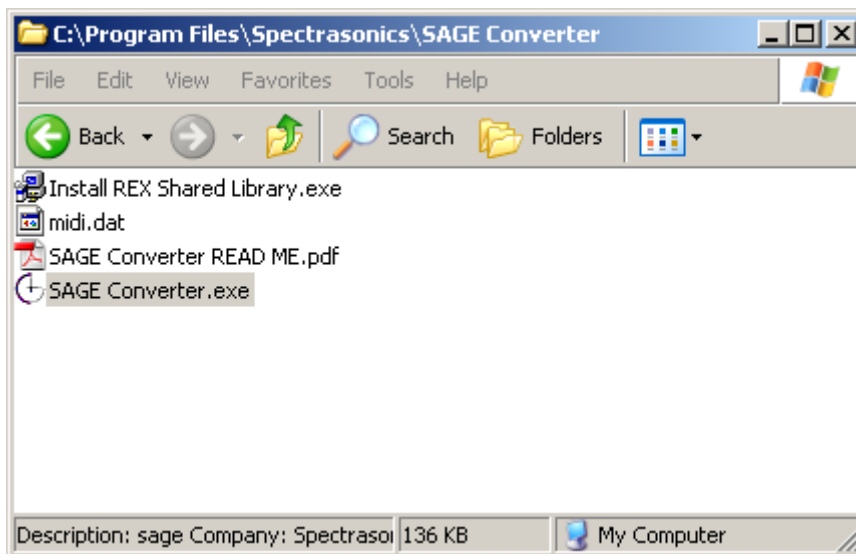 C:\Program Files\Spectrasonics\SAGE Converter
File Edit View Favorites Tools Help
Back Search Folders
Install REX Shared Library.exe
midi.dat
SAGE Converter READ ME.pdf
SAGE Converter.exe
Description: sage Company: Spectrason 136 KB My Computer